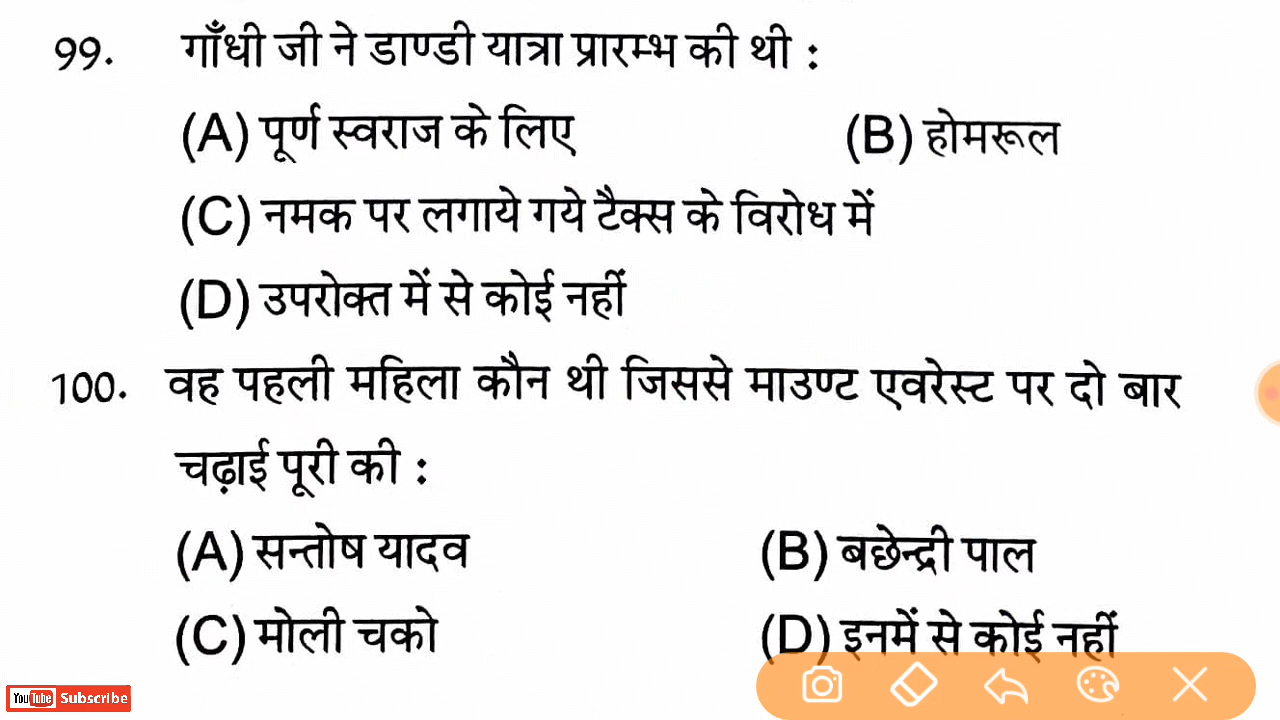 99. गाँधी जी ने डाण्डी यात्रा प्रारम्भ की थी :
(A) पूर्ण स्वराज के लिए (B) होमरूल
(C) नमक पर लगाये गये टैक्स के विरोध में
(D) उपरोक्त में से कोई नहीं
100. वह पहली महिला कौन थी जिससे माउण्ट एवरेस्ट पर दो बार
चढ़ाई पूरी की :
(A) सन्तोष यादव (B) बछेन्द्री पाल
(C) मोली चको (D) इनमें से कोई नहीं
YouTube Subscribe